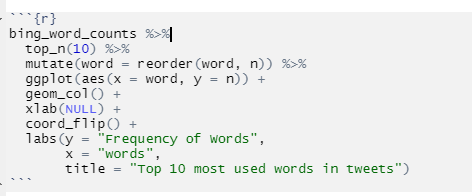 ```{r}
bing_word_counts %>%
  top_n(10) %>%
  mutate(word = reorder(word, n)) %>%
  ggplot(aes(x = word, y = n)) +
  geom_col() +
  xlab(NULL) +
  coord_flip() +
  labs(y = "Frequency of Words",
       x = "words",
       title = "Top 10 most used words in tweets")
```